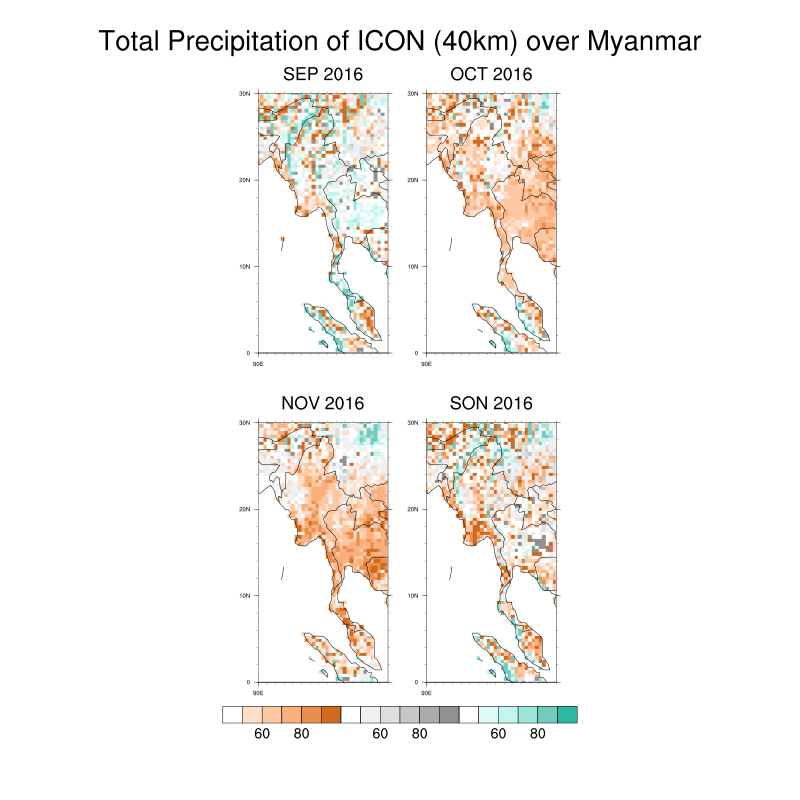 Total Precipitation of ICON (40km) over Myanmar
SEP 2016
OCT 2016
30N
30N
20N
20N
10N
10N
0
0
90E
90E
NOV 2016
SON 2016
30N
30N
20N
20N
10N
10N
0
0
90E
90E
60 80 60 80 60 80